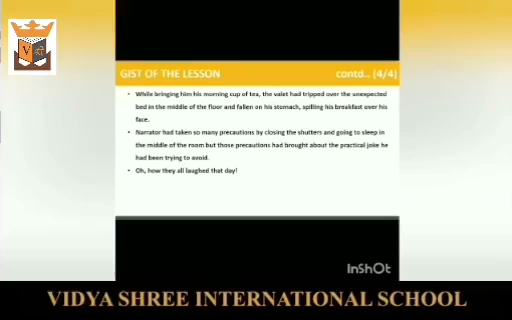 GIST OF THE LESSON contd.. (4/4)
• While bringing him his morning cup of tea, the valet had tripped over the unexpected
bed in the middle of the floor and fallen on his stomach, spilling his breakfast over his
face.
• Narrator had taken so many precautions by closing the shutters and going to sleep in
the middle of the room but those precautions had brought about the practical joke he
had been trying to avoid.
• Oh, how they all laughed that day!
InShOt
VIDYA SHREE INTERNATIONAL SCHOOL